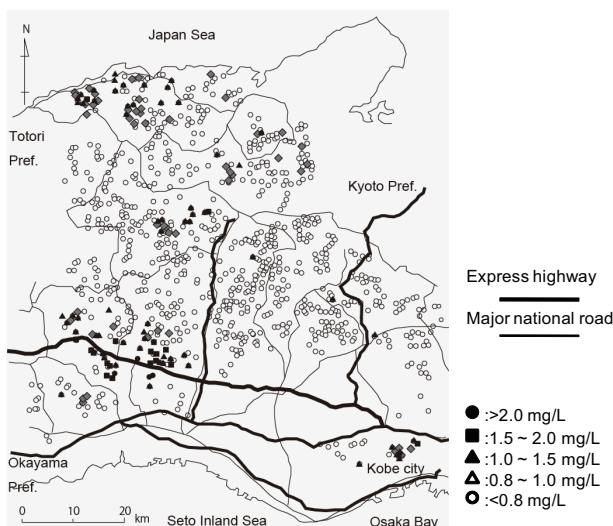 Japan Sea
N
Totori
Pref.
Kyoto Pref.
Express highway
Major national road
●:>2.0 mg/L
■:1.5 ~ 2.0 mg/L
▲:1.0 ~ 1.5 mg/L
△:0.8 ~ 1.0 mg/L
○:<0.8 mg/L
Okayama
Pref.
Kobe city
0 10 20
km
Seto Inland Sea
Osaka Bay